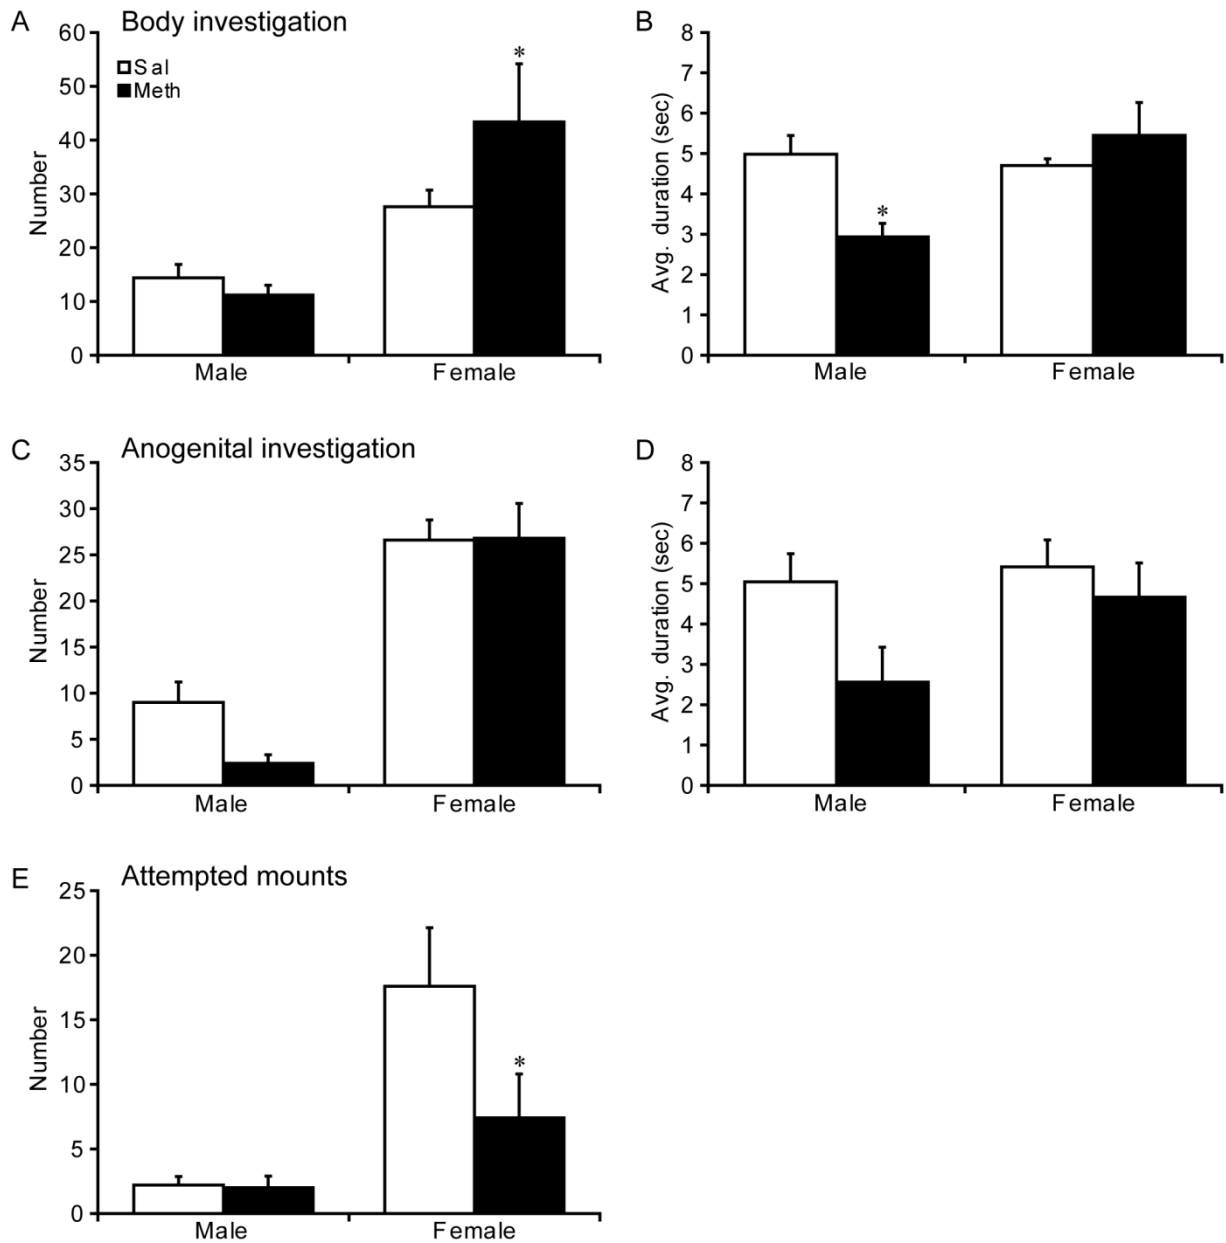 A Body investigation
60
50
40
30
20
10
0
Number
Sal
Meth
*
Male Female
B
8
7
6
5
4
3
2
1
0
Avg. duration (sec)
*
Male Female
C Anogenital investigation
35
30
25
20
15
10
5
0
Number
Male Female
D
8
7
6
5
4
3
2
1
0
Avg. duration (sec)
Male Female
E Attempted mounts
25
20
15
10
5
0
Number
*
Male Female